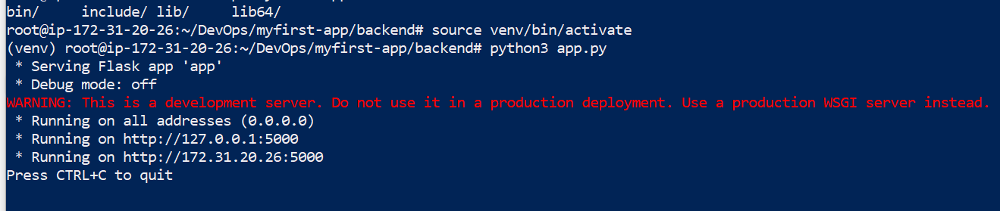 bin/     include/ lib/     lib64/
root@ip-172-31-20-26:~/DevOps/myfirst-app/backend# source venv/bin/activate
(venv) root@ip-172-31-20-26:~/DevOps/myfirst-app/backend# python3 app.py
 * Serving Flask app 'app'
 * Debug mode: off
WARNING: This is a development server. Do not use it in a production deployment. Use a production WSGI server instead.
 * Running on all addresses (0.0.0.0)
 * Running on http://127.0.0.1:5000
 * Running on http://172.31.20.26:5000
Press CTRL+C to quit